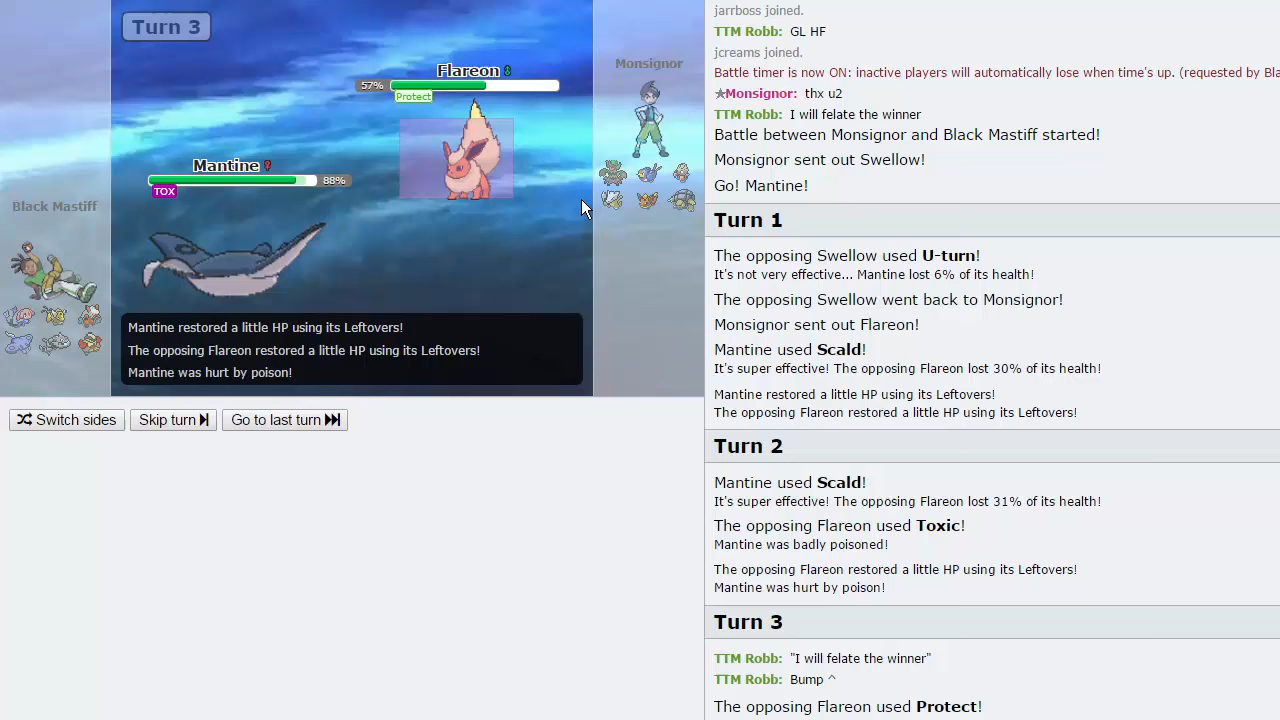 Turn 3
Flareon
57%
Protect
Mantine
88%
TOX
Black Mastiff
Monsignor
Mantine restored a little HP using its Leftovers!
The opposing Flareon restored a little HP using its Leftovers!
Mantine was hurt by poison!
Switch sides
Skip turn
Go to last turn
jarrboss joined.
TTM Robb: GL HF
jcreams joined.
Battle timer is now ON: inactive players will automatically lose when time's up. (requested by Bla
★Monsignor: thx u2
TTM Robb: I will felate the winner
Battle between Monsignor and Black Mastiff started!
Monsignor sent out Swellow!
Go! Mantine!
Turn 1
The opposing Swellow used U-turn!
It's not very effective... Mantine lost 6% of its health!
The opposing Swellow went back to Monsignor!
Monsignor sent out Flareon!
Mantine used Scald!
It's super effective! The opposing Flareon lost 30% of its health!
Mantine restored a little HP using its Leftovers!
The opposing Flareon restored a little HP using its Leftovers!
Turn 2
Mantine used Scald!
It's super effective! The opposing Flareon lost 31% of its health!
The opposing Flareon used Toxic!
Mantine was badly poisoned!
The opposing Flareon restored a little HP using its Leftovers!
Mantine was hurt by poison!
Turn 3
TTM Robb: "I will felate the winner"
TTM Robb: Bump ^
The opposing Flareon used Protect!